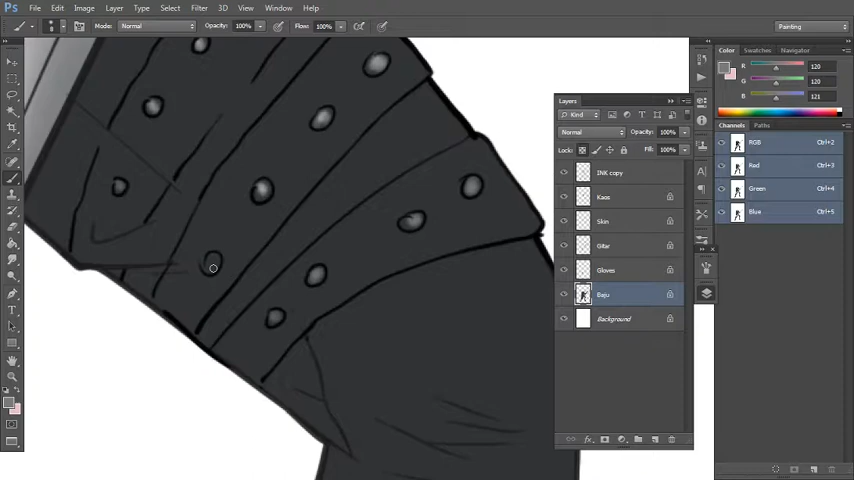 Ps File Edit Image Layer Type Select Filter 3D View Window Help
8 Mode: Normal Opacity: 100% Flow: 100% Painting
Color Swatches Navigator
R 120
G 120
B 121
Layers
Kind
Normal Opacity: 100%
Lock: Fill: 100%
INK copy
Kaos
Skin
Gitar
Gloves
Baju
Background
Channels Paths
RGB Ctrl+2
Red Ctrl+3
Green Ctrl+4
Blue Ctrl+5